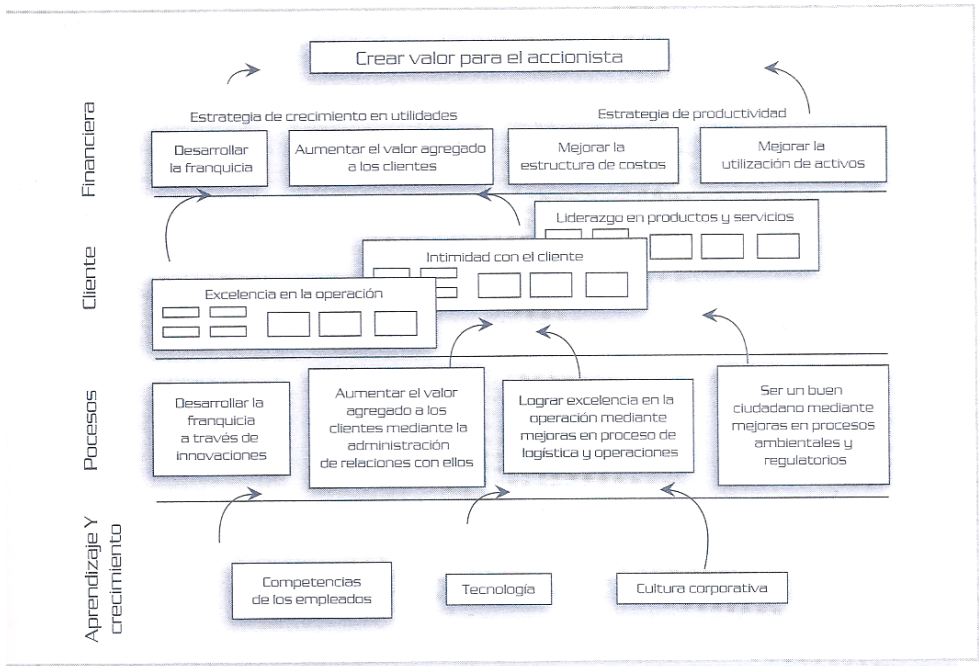 Crear valor para el accionista
Financiera
Estrategia de crecimiento en utilidades
Estrategia de productividad
Desarrollar
la franquicia
Aumentar el valor agregado
a los clientes
Mejorar la
estructura de costos
Mejorar la
utilización de activos
Cliente
Liderazgo en productos y servicios
Intimidad con el cliente
Excelencia en la operación
Pocesos
Desarrollar la
franquicia
a través de
innovaciones
Aumentar el valor
agregado a los
clientes mediante la
administración
de relaciones con ellos
Lograr excelencia en la
operación mediante
mejoras en proceso de
logística y operaciones
Ser un buen
ciudadano mediante
mejoras en procesos
ambientales y
regulatorios
Aprendizaje Y
crecimiento
Competencias
de los empleados
Tecnología
Cultura corporativa